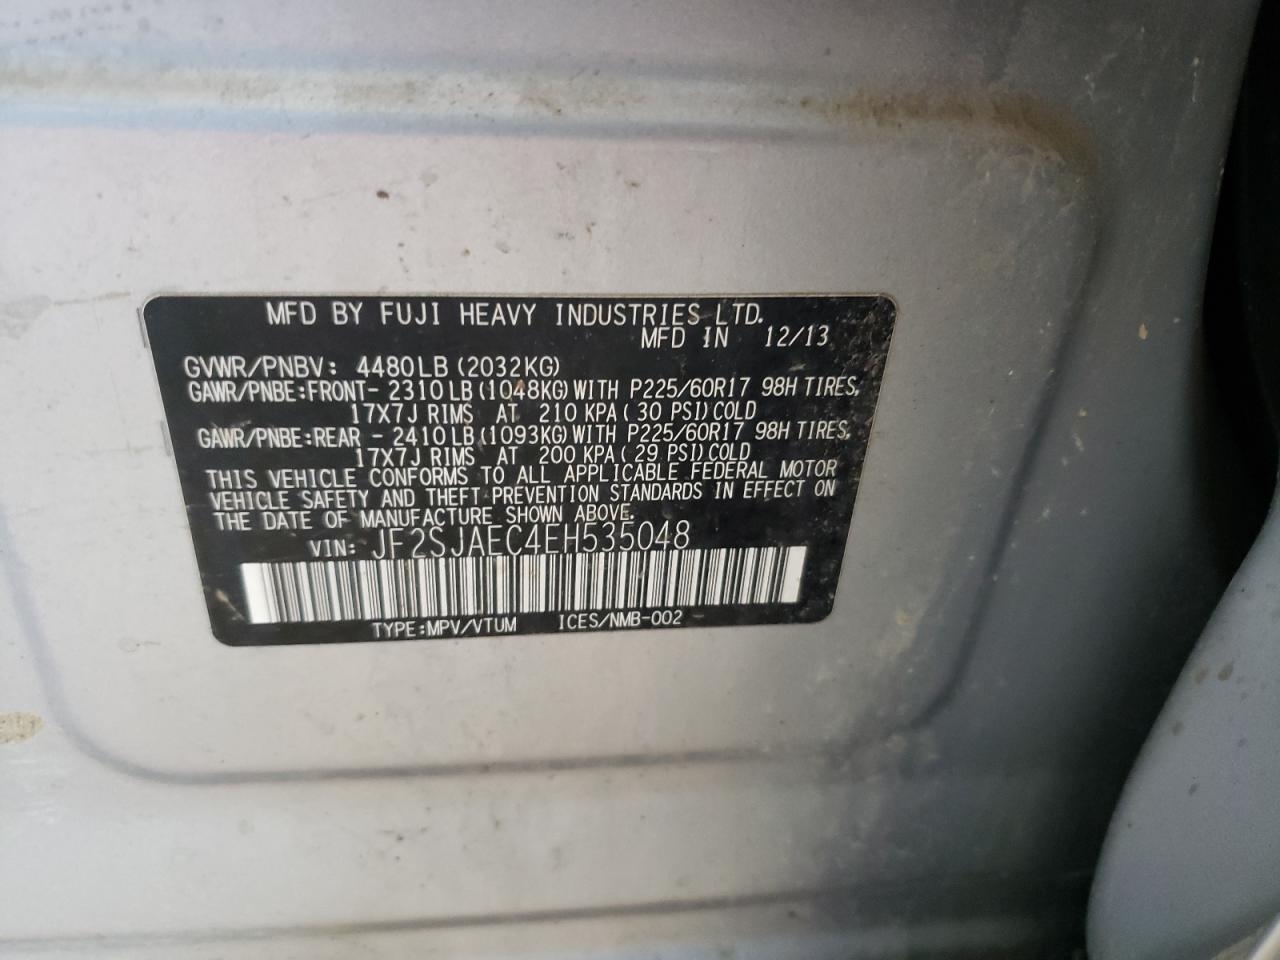 MFD BY FUJI HEAVY INDUSTRIES LTD.
MFD IN 12/13
GVWR/PNBV: 4480LB (2032KG)
GAWR/PNBE:FRONT- 2310LB (1048KG) WITH P225/60R17 98H TIRES,
17X7J RIMS AT 210 KPA (30 PSI) COLD
GAWR/PNBE:REAR - 2410LB (1093KG) WITH P225/60R17 98H TIRES,
17X7J RIMS AT 200 KPA (29 PSI) COLD
THIS VEHICLE CONFORMS TO ALL APPLICABLE FEDERAL MOTOR
VEHICLE SAFETY AND THEFT PREVENTION STANDARDS IN EFFECT ON
THE DATE OF MANUFACTURE SHOWN ABOVE.
VIN: JF2SJAEC4EH535048
TYPE:MPV/VTUM ICES/NMB-002